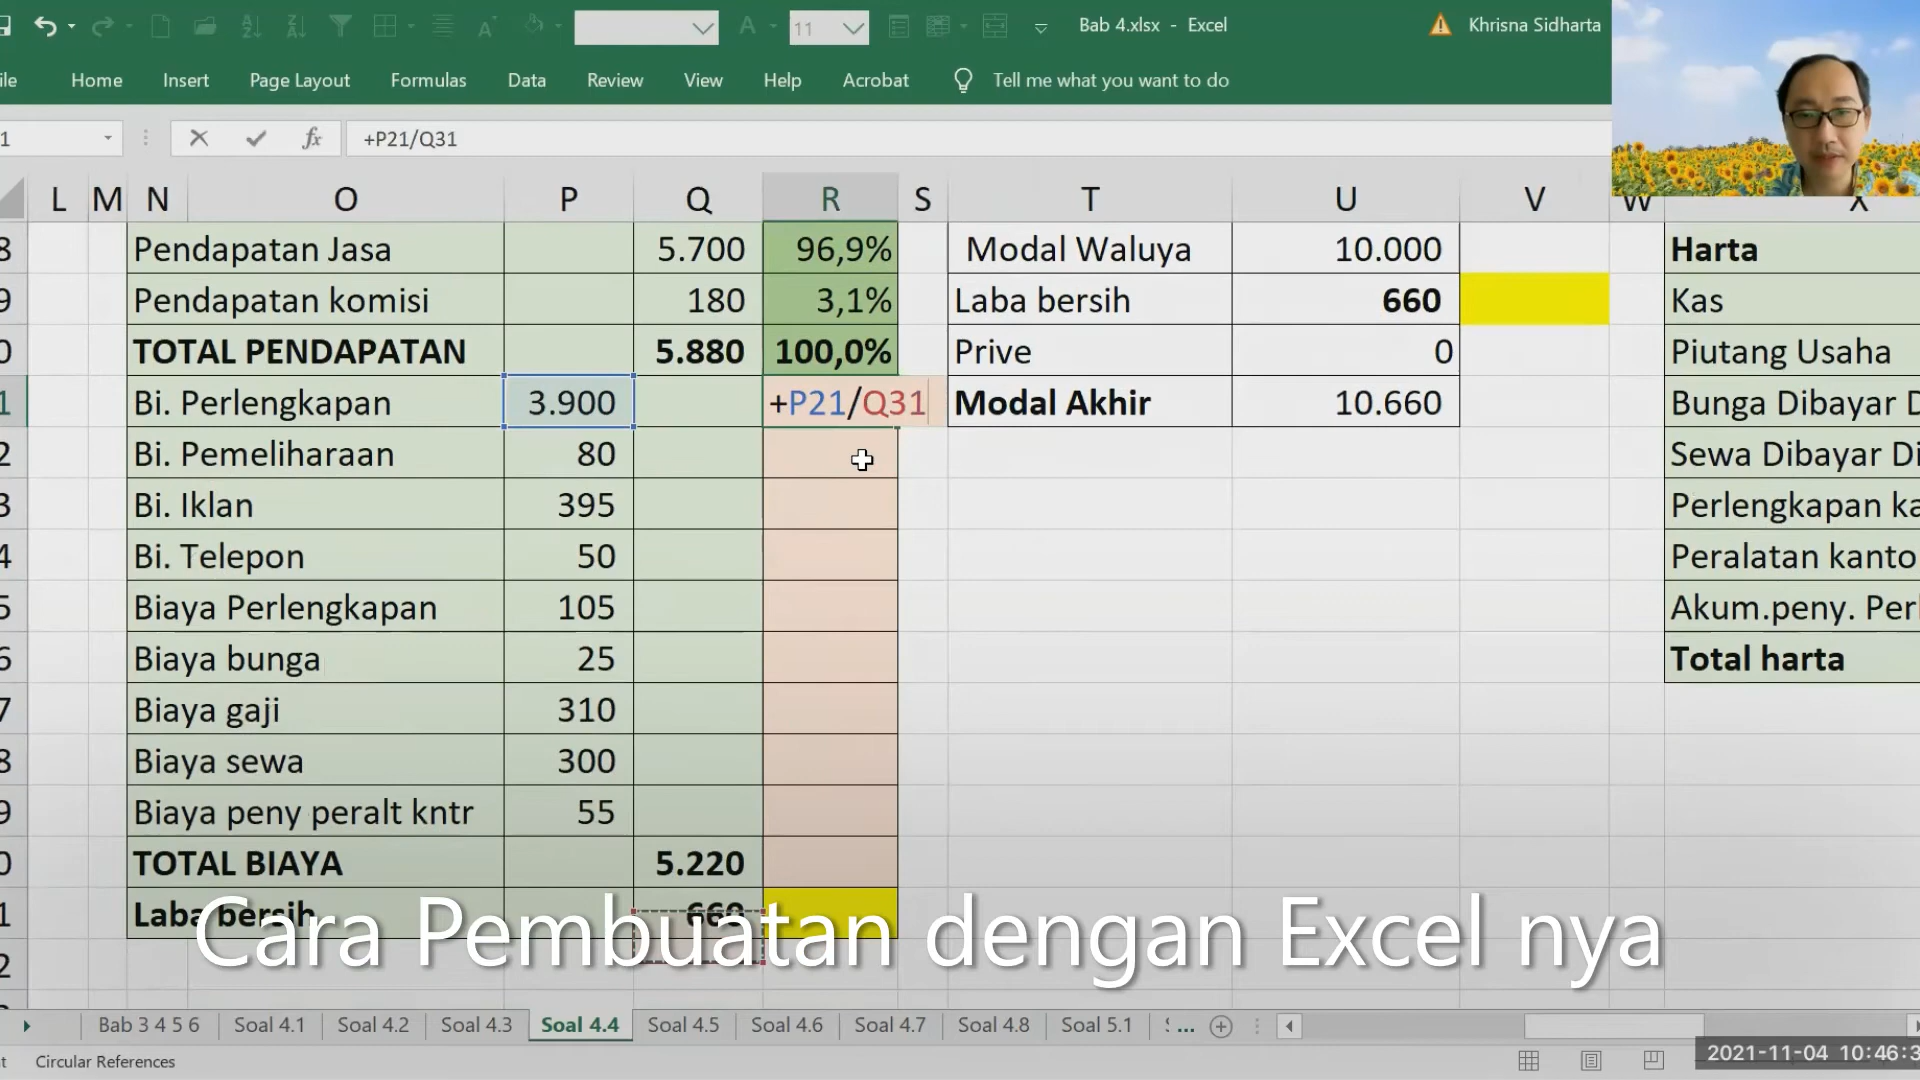 11
Bab 4.xlsx - Excel
Khrisna Sidharta
Home Insert Page Layout Formulas Data Review View Help Acrobat Tell me what you want to do
fx +P21/Q31
L M N O P Q R S T U V
Pendapatan Jasa 5.700 96,9% Modal Waluya 10.000 Harta
Pendapatan komisi 180 3,1% Laba bersih 660 Kas
TOTAL PENDAPATAN 5.880 100,0% Prive 0 Piutang Usaha
Bi. Perlengkapan 3.900 +P21/Q31 Modal Akhir 10.660 Bunga Dibayar D
Bi. Pemeliharaan 80 Sewa Dibayar Di
Bi. Iklan 395 Perlengkapan ka
Bi. Telepon 50 Peralatan kanto
Biaya Perlengkapan 105 Akum.peny. Per
Biaya bunga 25 Total harta
Biaya gaji 310
Biaya sewa 300
Biaya peny peralt kntr 55
TOTAL BIAYA 5.220
Laba bersih 660
Cara Pembuatan dengan Excel nya
Bab 3 4 5 6 Soal 4.1 Soal 4.2 Soal 4.3 Soal 4.4 Soal 4.5 Soal 4.6 Soal 4.7 Soal 4.8 Soal 5.1 ...
Circular References
2021-11-04 10:46:3